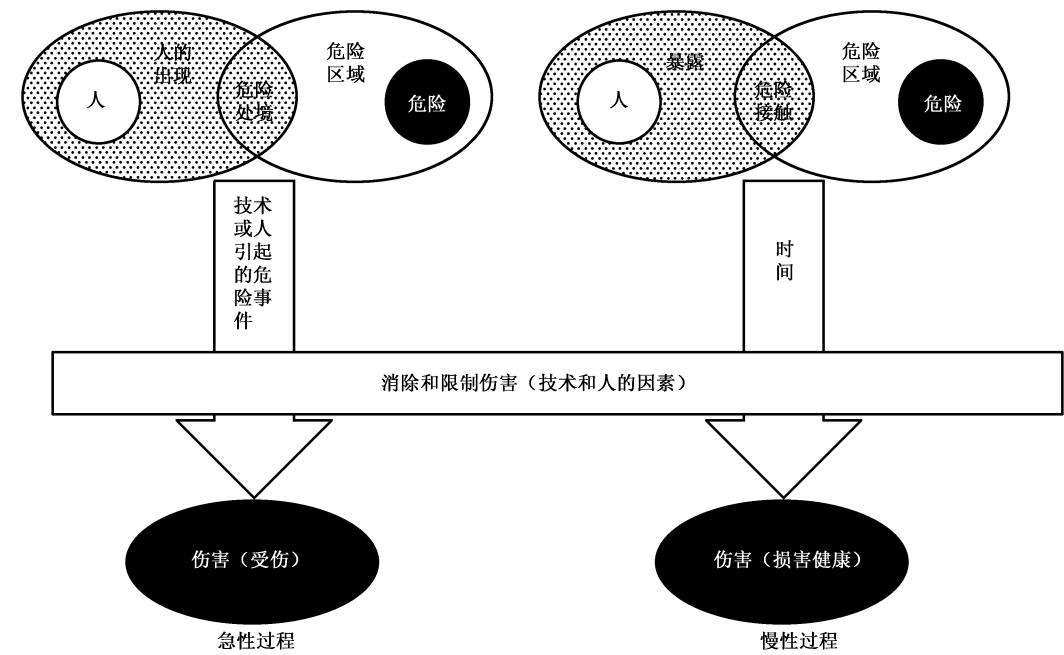 人的
出现
人
危险
处境
危险
区域
危险
暴露
人
危险
接触
危险
区域
危险
技术
或人
引起
的危
险事
件
时
间
消除和限制伤害（技术和人的因素）
伤害（受伤）
急性过程
伤害（损害健康）
慢性过程